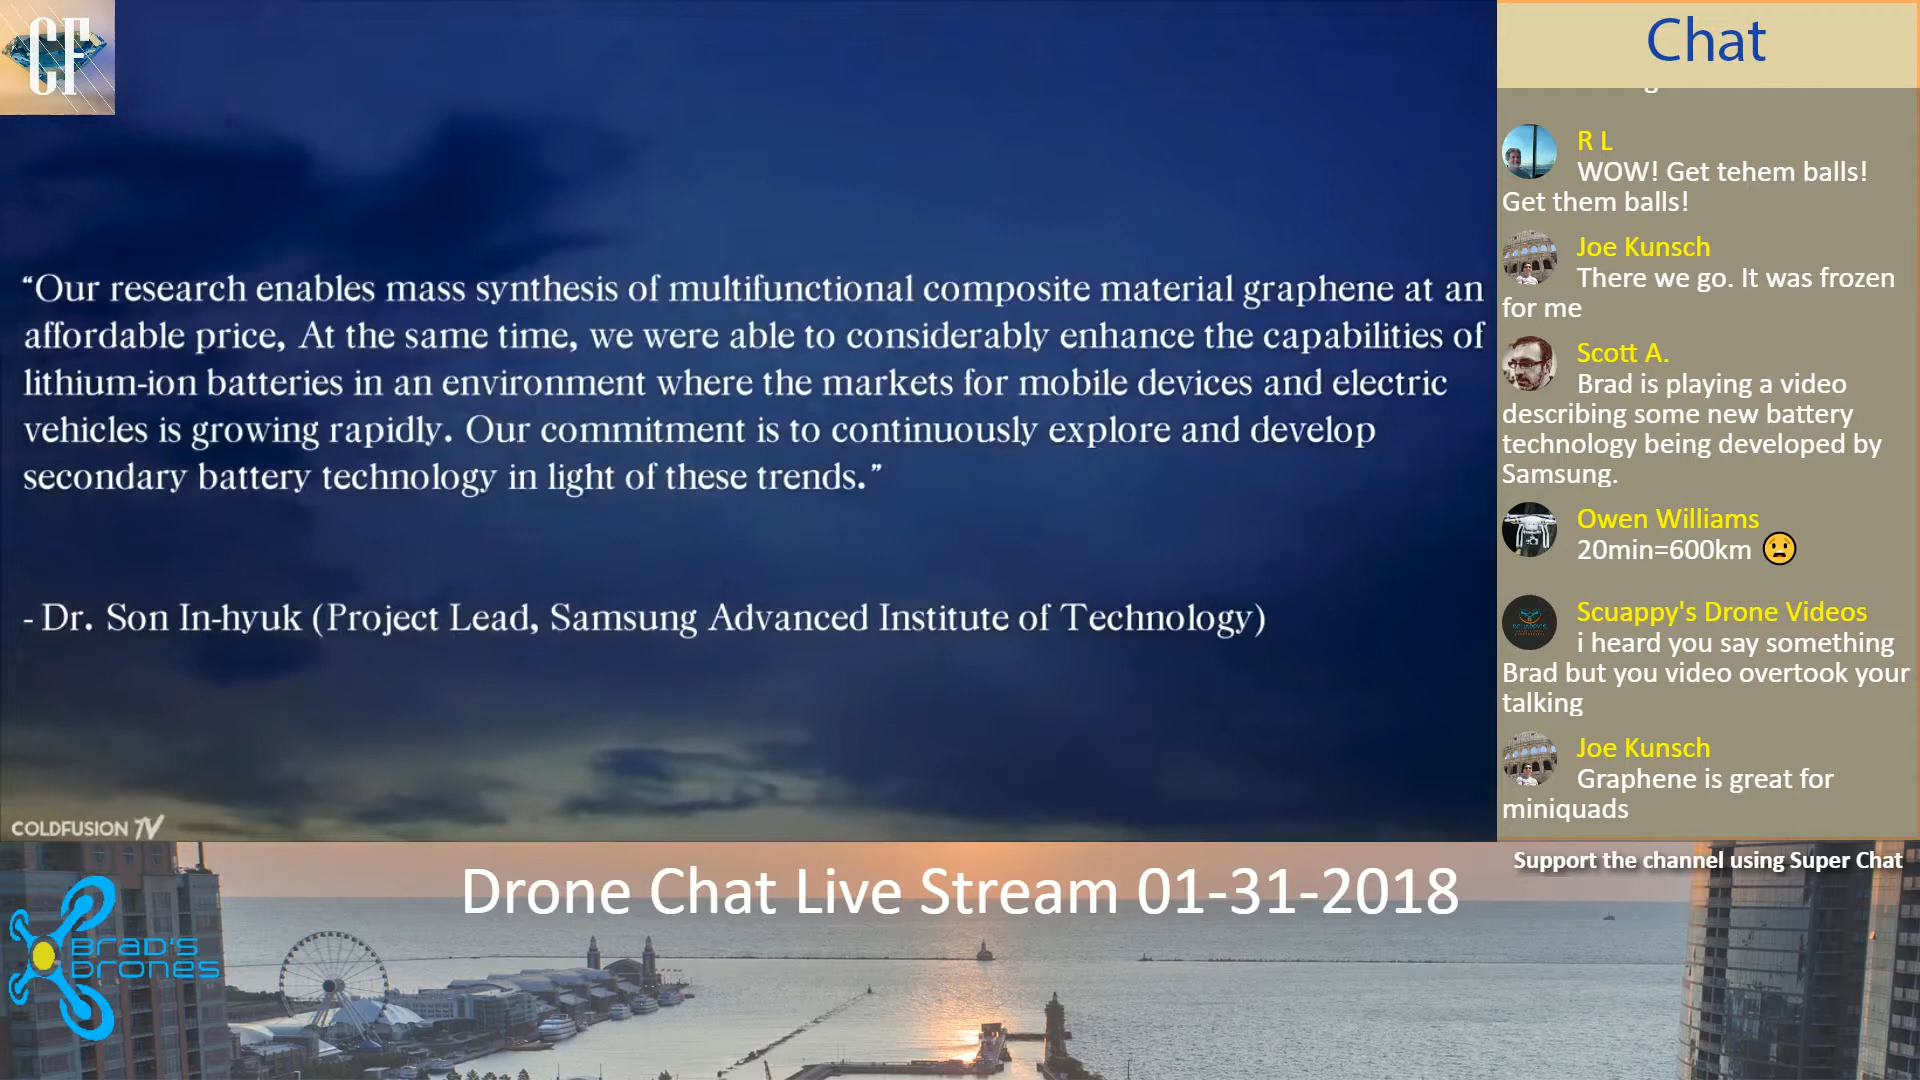 CF
“Our research enables mass synthesis of multifunctional composite material graphene at an
affordable price, At the same time, we were able to considerably enhance the capabilities of
lithium-ion batteries in an environment where the markets for mobile devices and electric
vehicles is growing rapidly. Our commitment is to continuously explore and develop
secondary battery technology in light of these trends.”
- Dr. Son In-hyuk (Project Lead, Samsung Advanced Institute of Technology)
COLDFUSION TV
Chat
R L
WOW! Get tehem balls!
Get them balls!
Joe Kunsch
There we go. It was frozen
for me
Scott A.
Brad is playing a video
describing some new battery
technology being developed by
Samsung.
Owen Williams
20min=600km 😟
Scuappy's Drone Videos
i heard you say something
Brad but you video overtook your
talking
Joe Kunsch
Graphene is great for
miniquads
Support the channel using Super Chat
Drone Chat Live Stream 01-31-2018
BRAD'S
DRONES